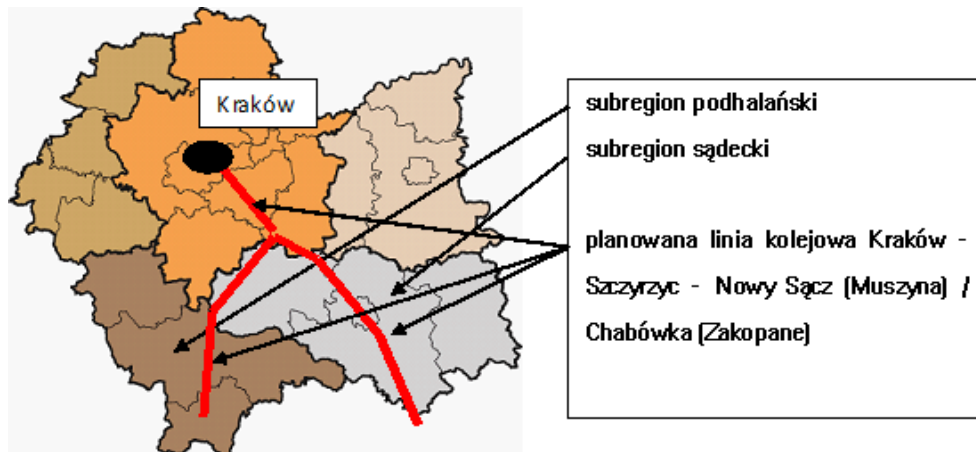 Kraków
subregion podhalański
subregion sądecki
planowana linia kolejowa Kraków -
Szczyrzyc - Nowy Sącz (Muszyna) /
Chabówka (Zakopane)